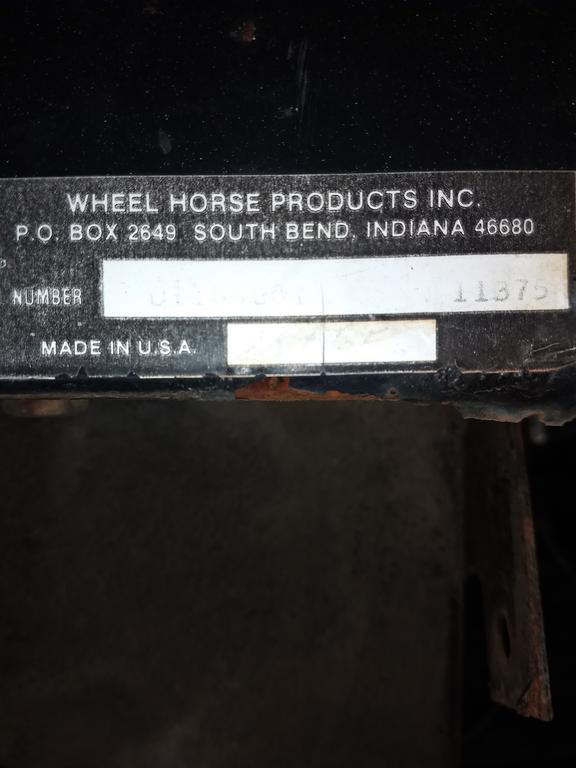 WHEEL HORSE PRODUCTS INC.
P.O. BOX 2649 SOUTH BEND, INDIANA 46680
NUMBER 11375
MADE IN U.S.A.